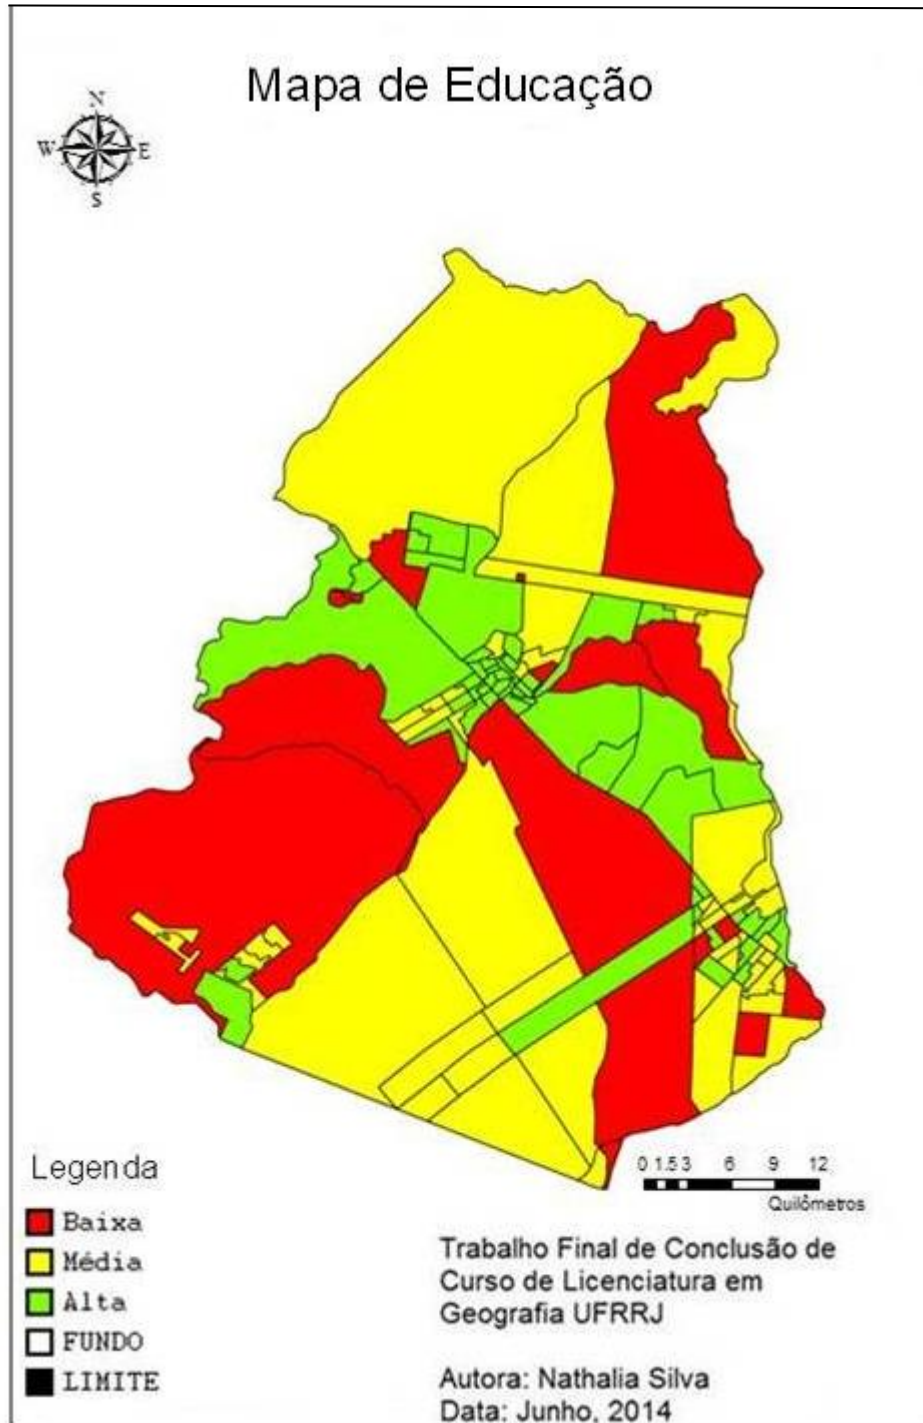 Mapa de Educação
N
W E
S
Legenda
Baixa
Média
Alta
FUNDO
LIMITE
0 1.5 3 6 9 12
Quilômetros
Trabalho Final de Conclusão de
Curso de Licenciatura em
Geografia UFRRJ
Autora: Nathalia Silva
Data: Junho, 2014